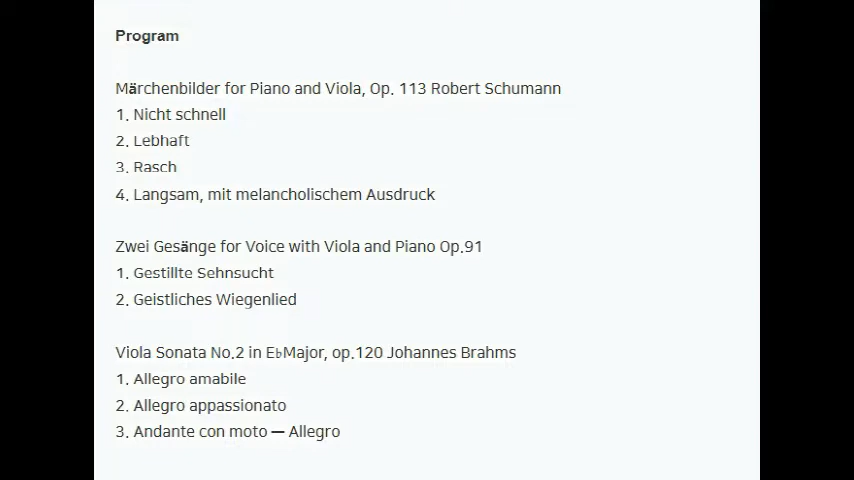 Program
Märchenbilder for Piano and Viola, Op. 113 Robert Schumann
1. Nicht schnell
2. Lebhaft
3. Rasch
4. Langsam, mit melancholischem Ausdruck
Zwei Gesänge for Voice with Viola and Piano Op.91
1. Gestillte Sehnsucht
2. Geistliches Wiegenlied
Viola Sonata No.2 in E♭Major, op.120 Johannes Brahms
1. Allegro amabile
2. Allegro appassionato
3. Andante con moto — Allegro